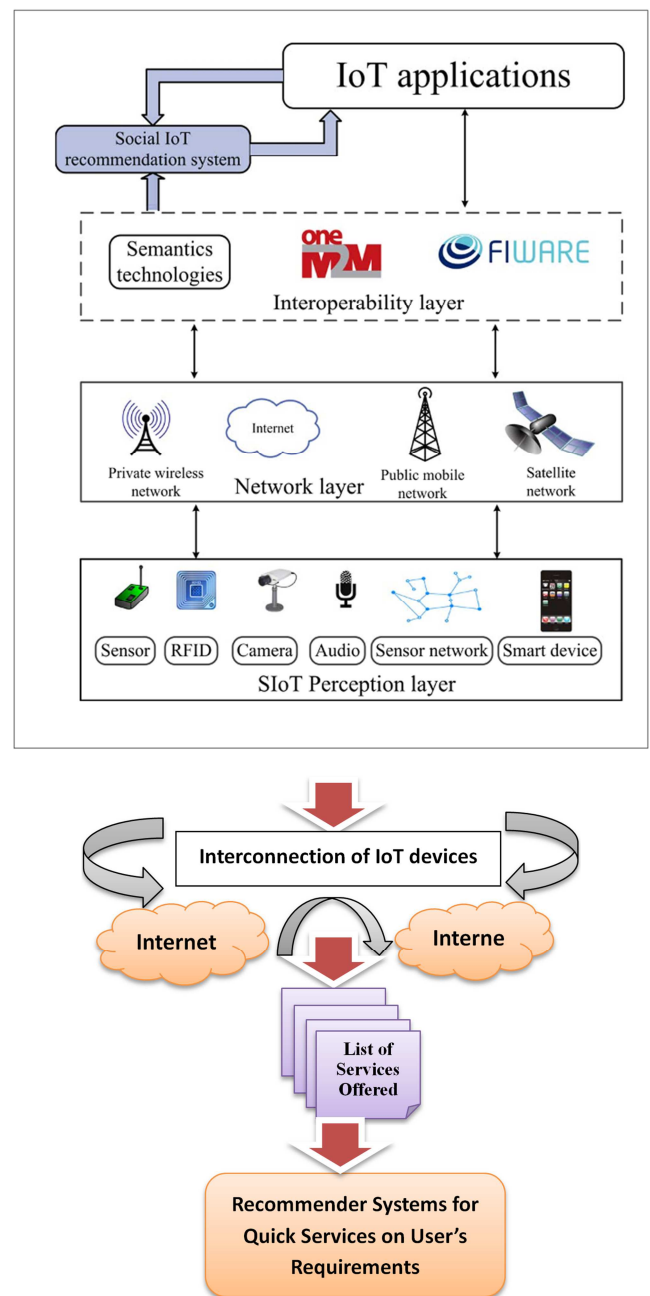 IoT applications
Social IoT
recommendation system
Semantics
technologies
one
M2M
FIWARE
Interoperability layer
Internet
Private wireless
network
Public mobile
network
Satellite
network
Network layer
Sensor
RFID
Camera
Audio
Sensor network
Smart device
SIoT Perception layer
Interconnection of IoT devices
Internet
Interne
List of
Services
Offered
Recommender Systems for
Quick Services on User's
Requirements